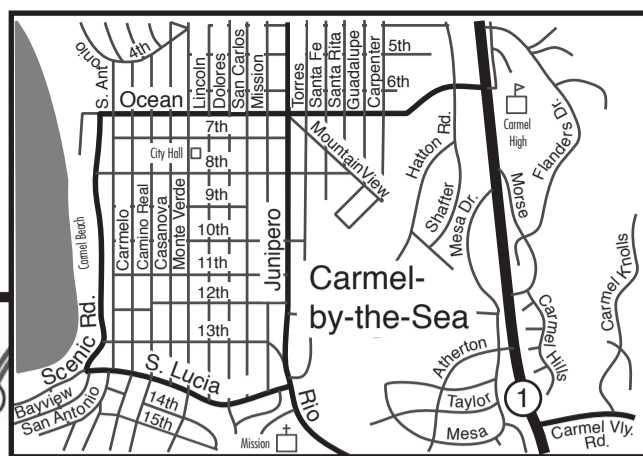 S. Antonio
4th
Lincoln
Dolores
San Carlos
Mission
Torres
Santa Fe
Santa Rita
Guadalupe
Carpenter
5th
6th
Ocean
7th
City Hall
8th
Mountain View
Hatton Rd.
Carmel
High
Flanders Dr.
Carmelo
Camino Real
Casanova
Monte Verde
9th
10th
11th
12th
13th
Junipero
Carmel Beach
Shafter
Mesa Dr.
Morse
Carmel-
by-the-Sea
Carmel Knolls
Carmel Hills
Scenic Rd.
S. Lucia
Rio
Atherton
Taylor
Mesa
1
Carmel Vly.
Rd.
Bayview
San Antonio
14th
15th
Mission